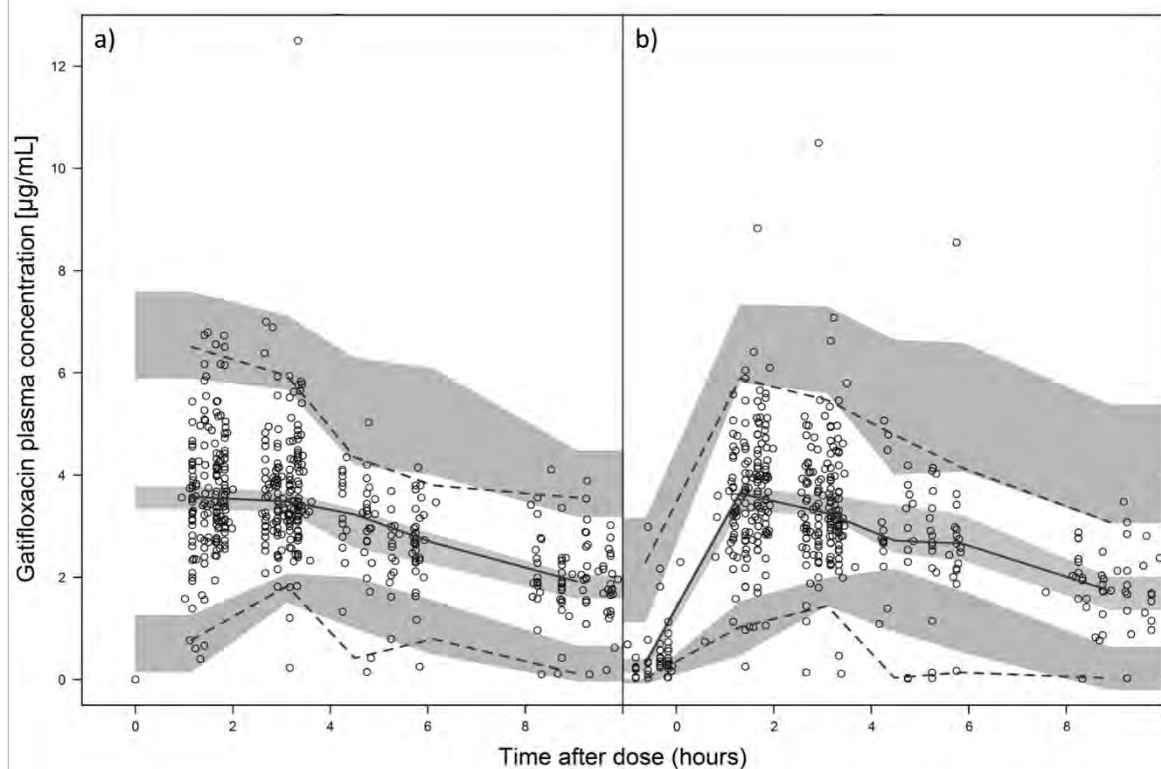 a)
b)
Gatifloxacin plasma concentration [µg/mL]
12
10
8
6
4
2
0
0 2 4 6 8
0 2 4 6 8
Time after dose (hours)